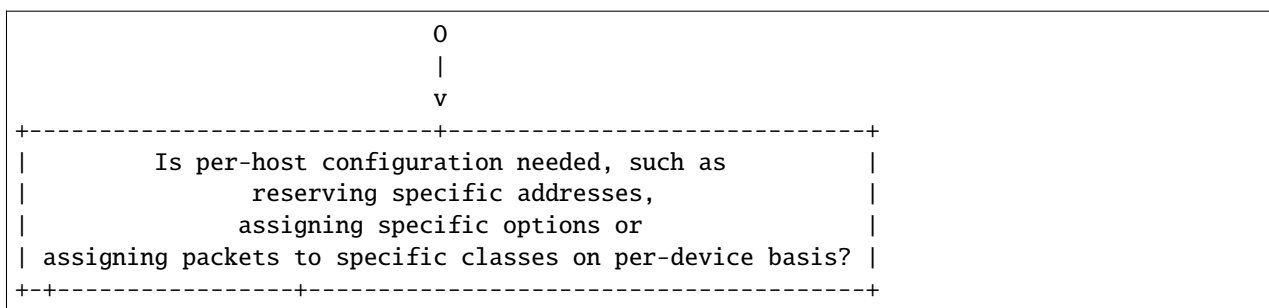 O
                              |
                              v
+-----------------------------+------------------------------+
|         Is per-host configuration needed, such as          |
|                reserving specific addresses,               |
|               assigning specific options or                |
| assigning packets to specific classes on per-device basis? |
+-+-----------------+----------------------------------------+